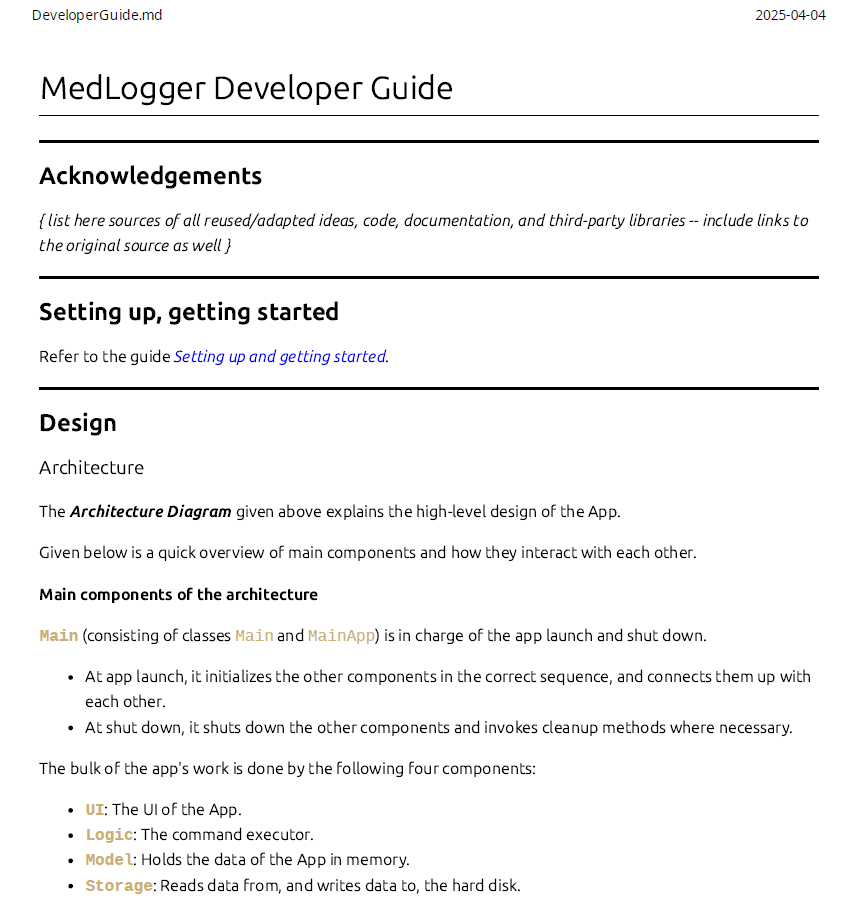 DeveloperGuide.md 2025-04-04
MedLogger Developer Guide
Acknowledgements
{ list here sources of all reused/adapted ideas, code, documentation, and third-party libraries -- include links to
the original source as well }
Setting up, getting started
Refer to the guide Setting up and getting started.
Design
Architecture
The Architecture Diagram given above explains the high-level design of the App.
Given below is a quick overview of main components and how they interact with each other.
Main components of the architecture
Main (consisting of classes Main and MainApp) is in charge of the app launch and shut down.
• At app launch, it initializes the other components in the correct sequence, and connects them up with
each other.
• At shut down, it shuts down the other components and invokes cleanup methods where necessary.
The bulk of the app's work is done by the following four components:
• UI: The UI of the App.
• Logic: The command executor.
• Model: Holds the data of the App in memory.
• Storage: Reads data from, and writes data to, the hard disk.